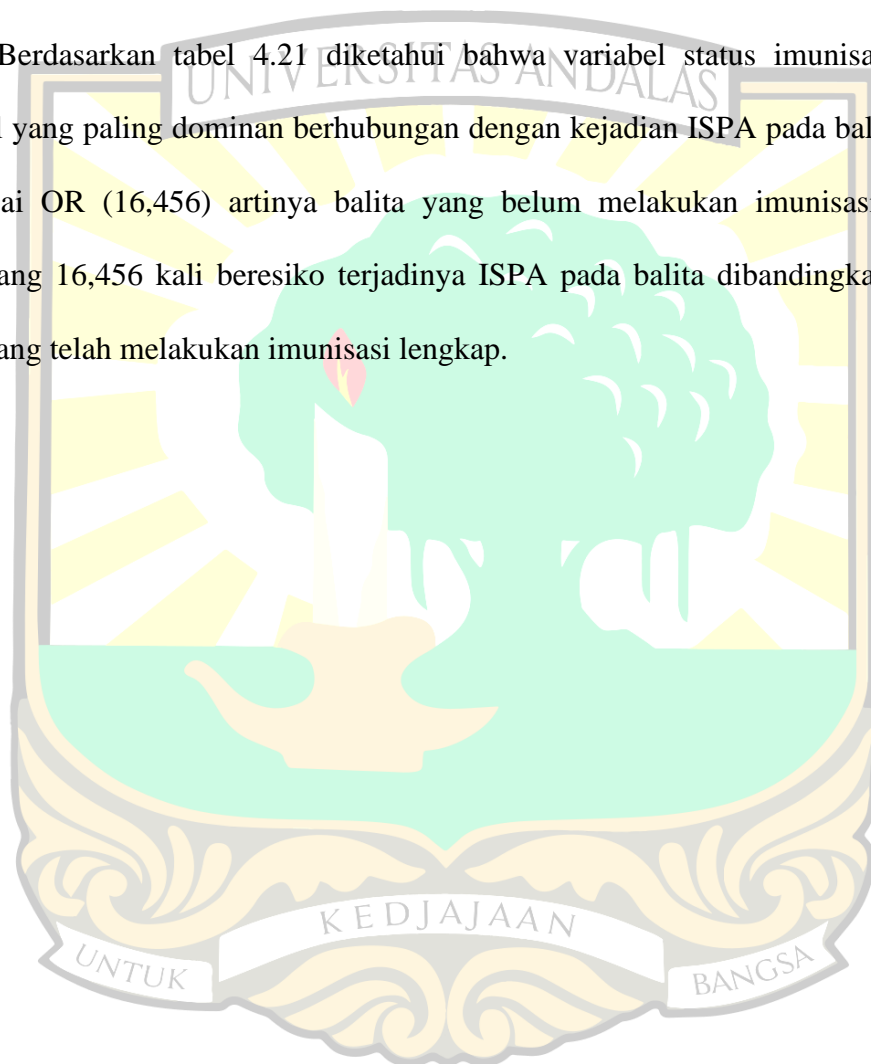 Berdasarkan tabel 4.21 diketahui bahwa variabel status imunisa
yang paling dominan berhubungan dengan kejadian ISPA pada bal
ai OR (16,456) artinya balita yang belum melakukan imunisasi
ang 16,456 kali beresiko terjadinya ISPA pada balita dibandingka
ang telah melakukan imunisasi lengkap.
UNIVERSITAS ANDALAS
KEDJAJAAN
UNTUK BANGSA